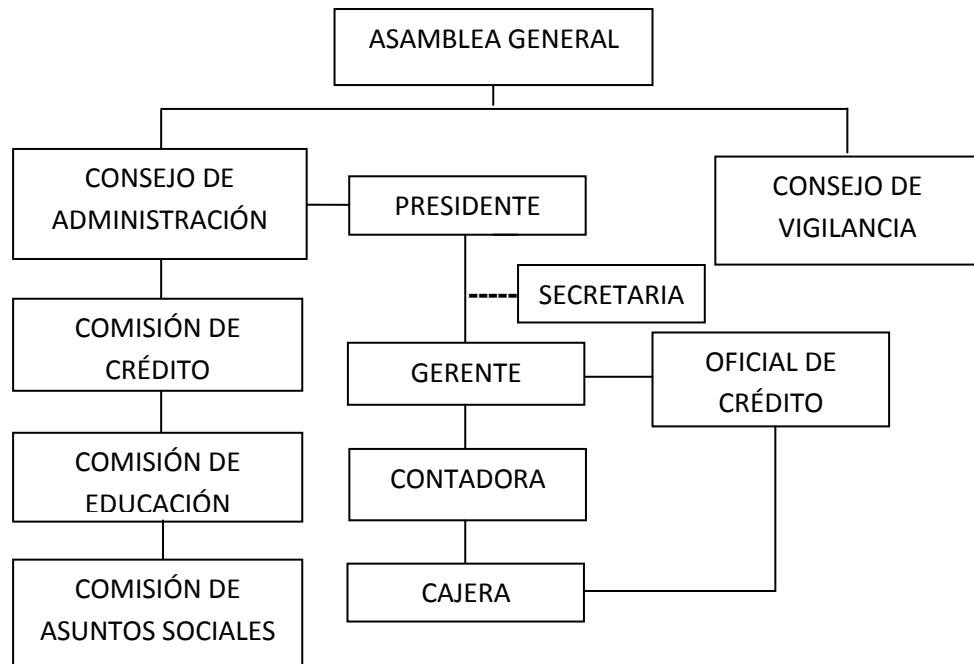 ASAMBLEA GENERAL
CONSEJO DE
ADMINISTRACIÓN
PRESIDENTE
CONSEJO DE
VIGILANCIA
SECRETARIA
COMISIÓN DE
CRÉDITO
GERENTE
OFICIAL DE
CRÉDITO
COMISIÓN DE
EDUCACIÓN
CONTADORA
COMISIÓN DE
ASUNTOS SOCIALES
CAJERA